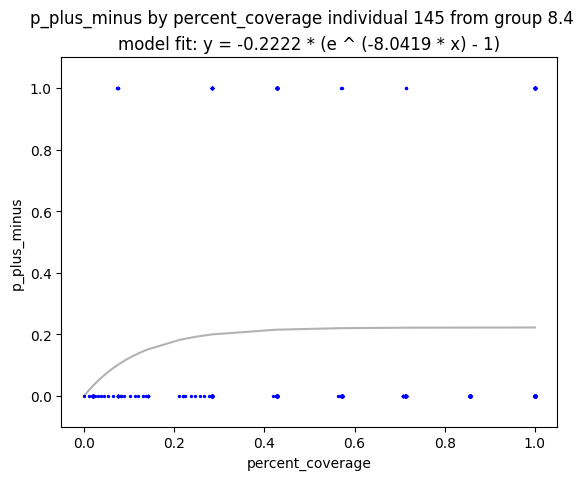 p_plus_minus by percent_coverage individual 145 from group 8.4
model fit: y = -0.2222 * (e ^ (-8.0419 * x) - 1)
1.0
0.8
0.6
0.4
0.2
0.0
p_plus_minus
0.0 0.2 0.4 0.6 0.8 1.0
percent_coverage